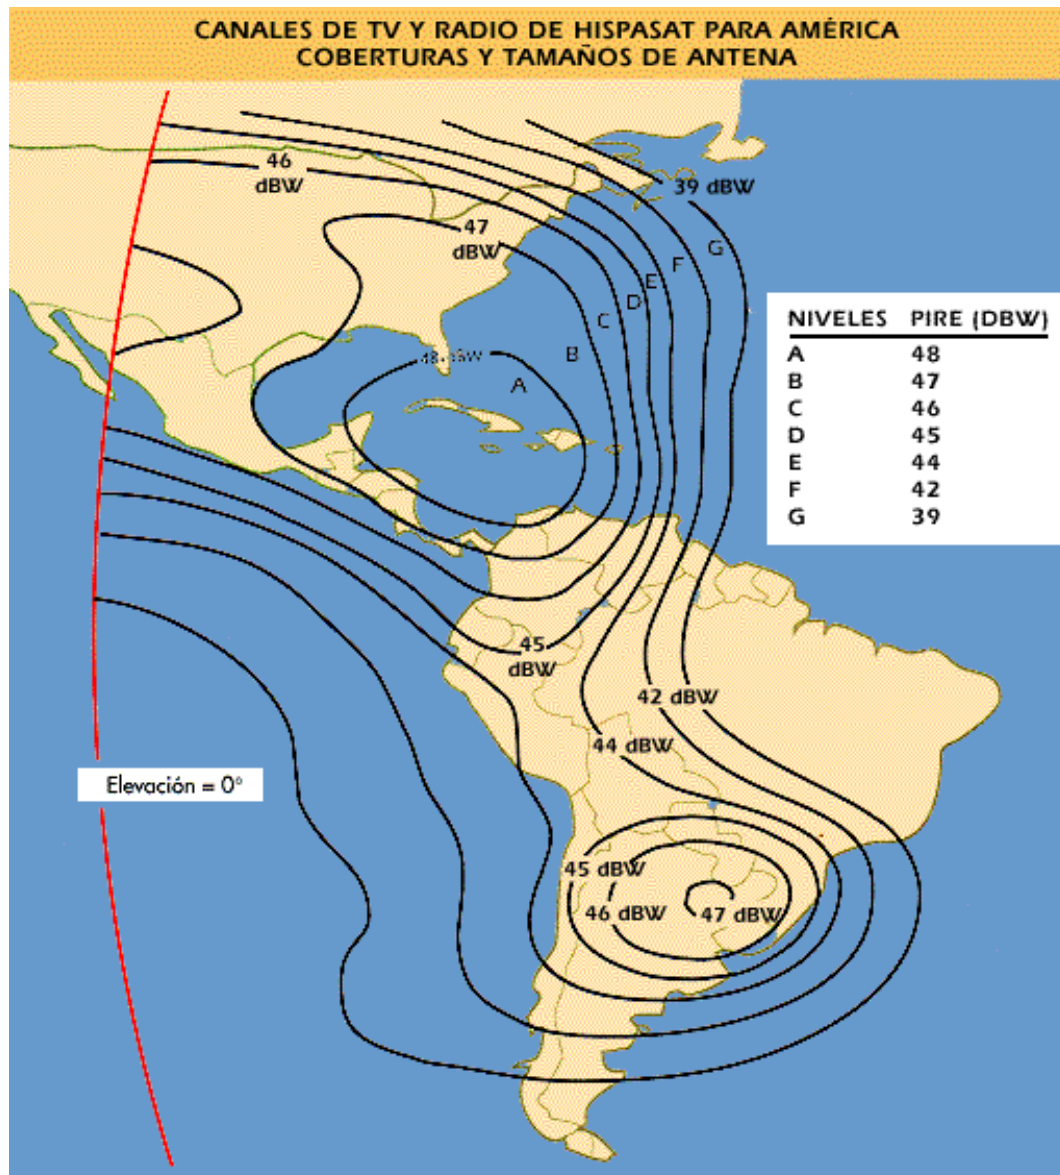 CANALES DE TV Y RADIO DE HISPASAT PARA AMÉRICA
COBERTURAS Y TAMAÑOS DE ANTENA
46
dBW
39 dBW
47
dBW
G
F
E
D
C
B
48 dBW
A
NIVELES PIRE (DBW)
A 48
B 47
C 46
D 45
E 44
F 42
G 39
45
dBW
42 dBW
44 dBW
Elevación = 0°
45 dBW
46 dBW
47 dBW